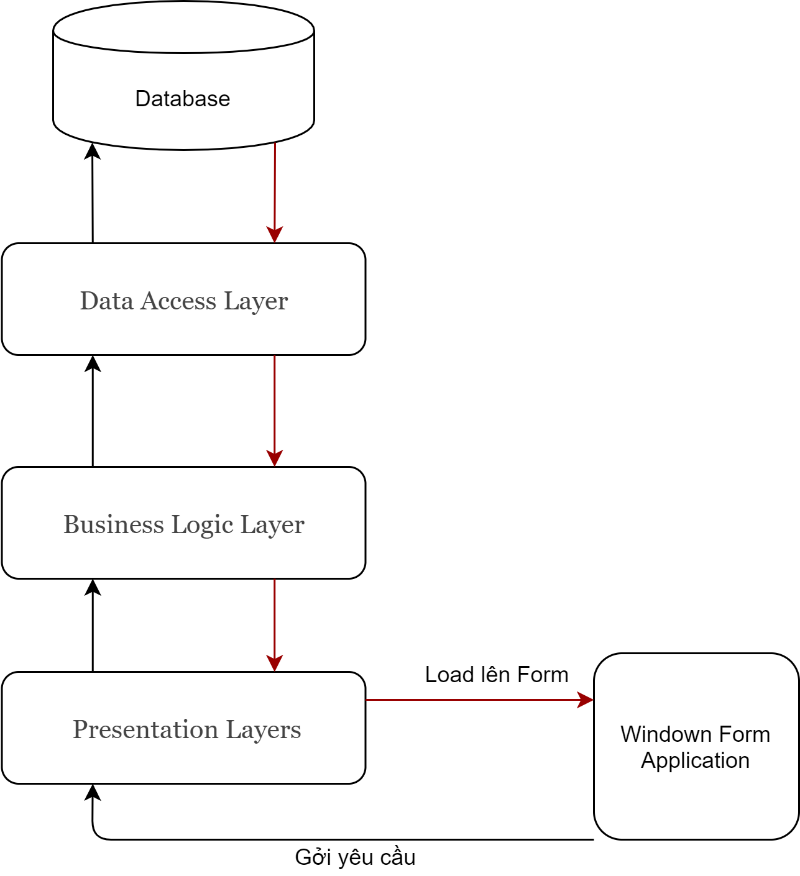 Database
Data Access Layer
Business Logic Layer
Presentation Layers
Load lên Form
Windown Form
Application
Gởi yêu cầu